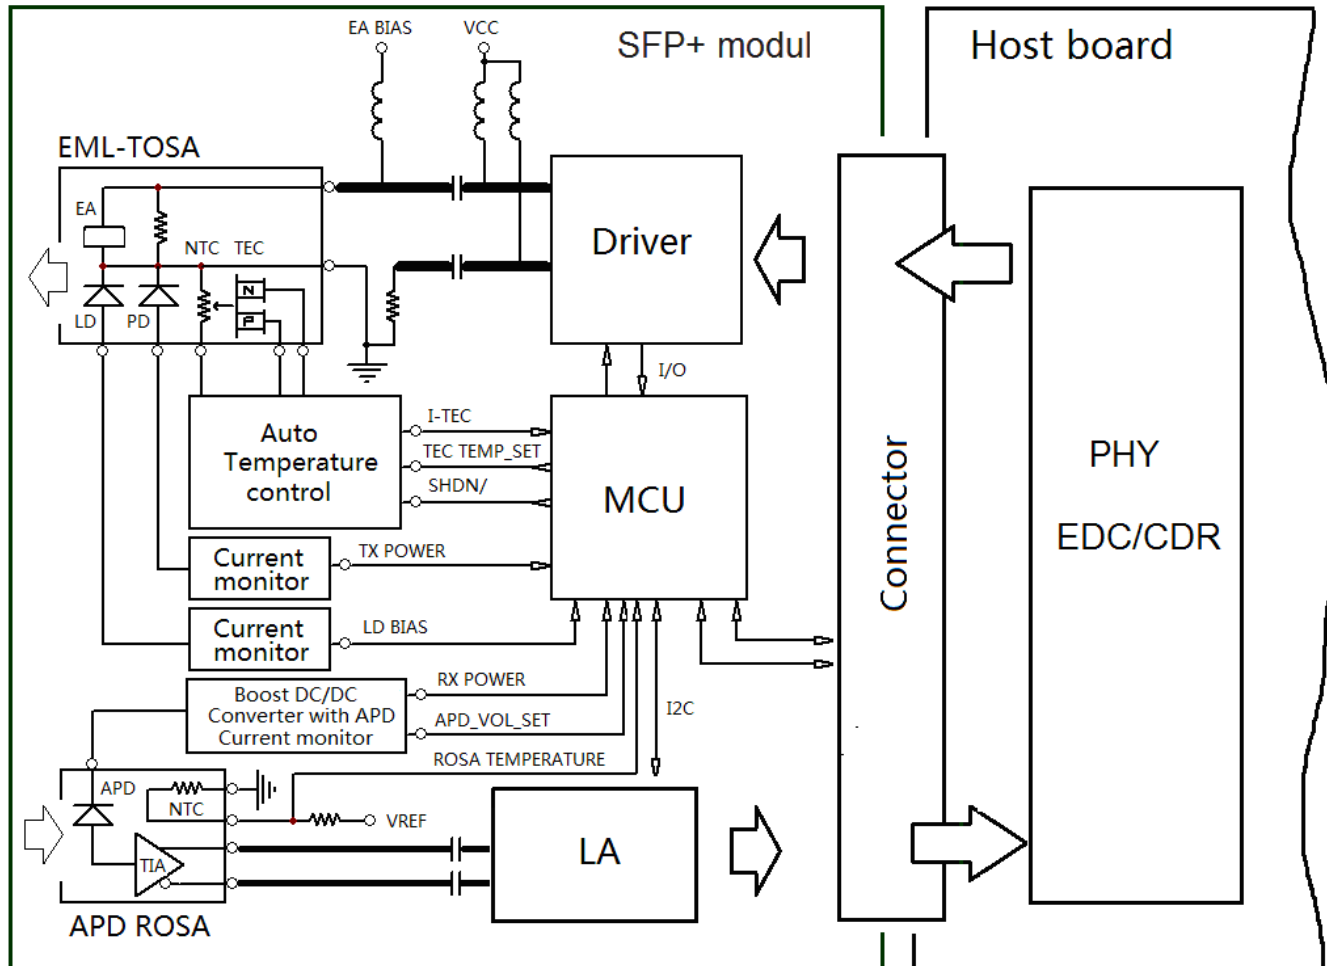 EA BIAS
VCC
SFP+ modul
Host board
EML-TOSA
EA
NTC TEC
N
P
LD
PD
Driver
I/O
Auto
Temperature
control
I-TEC
TEC TEMP_SET
SHDN/
MCU
Connector
PHY
EDC/CDR
Current
monitor
TX POWER
Current
monitor
LD BIAS
Boost DC/DC
Converter with APD
Current monitor
RX POWER
APD_VOL_SET
I2C
ROSA TEMPERATURE
APD
NTC
VREF
TIA
LA
APD ROSA